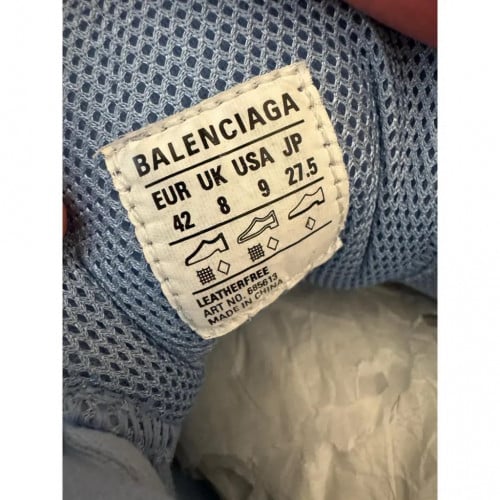 BALENCIAGA
EUR UK USA JP
42 8 9 27.5
LEATHERFREE
ART NO. 685613
MADE IN CHINA